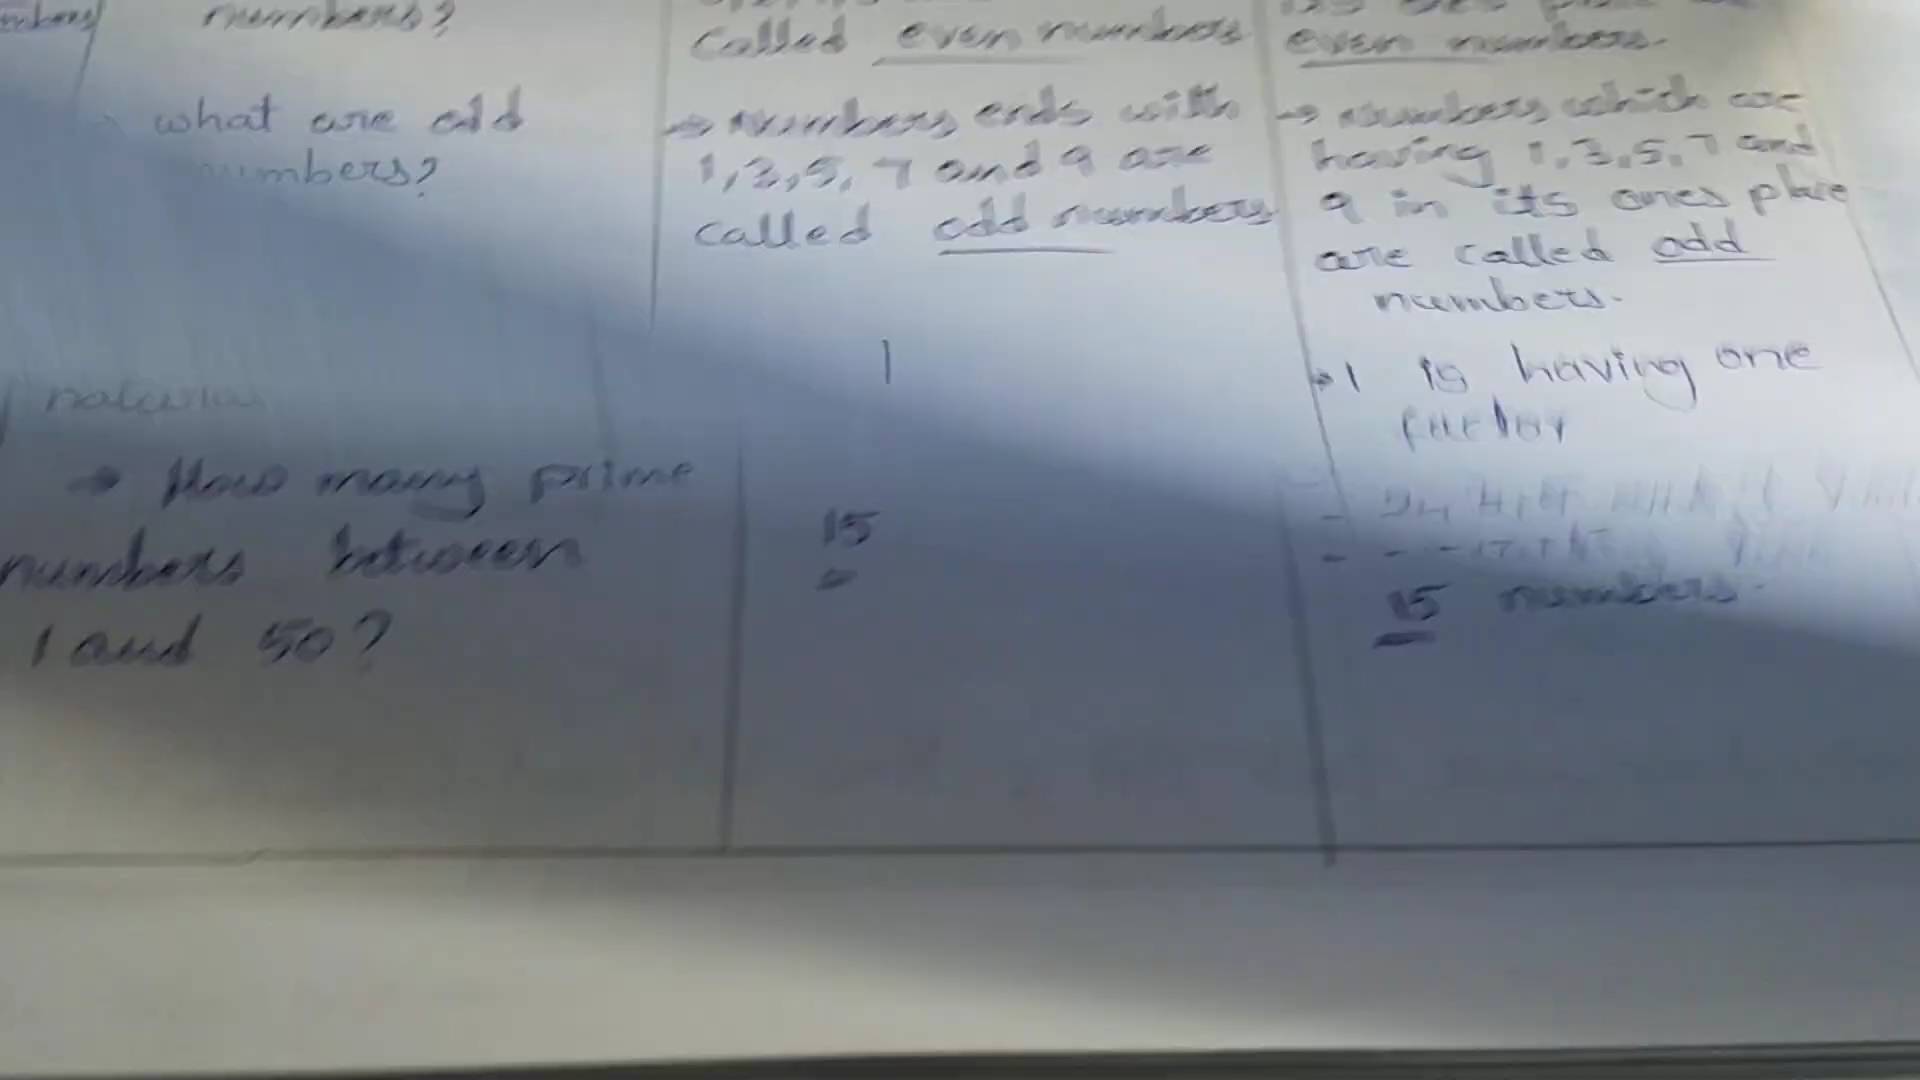 numbers?
called even numbers
even numbers.
what are odd
numbers?
→ Numbers ends with
1,3,5,7 and 9 are
called odd numbers
→ Numbers which are
having 1,3,5,7 and
9 in its ones place
are called odd
numbers.
natural
1
→ 1 is having one
factor
→ How many prime
numbers between
1 and 50?
15
15 numbers.